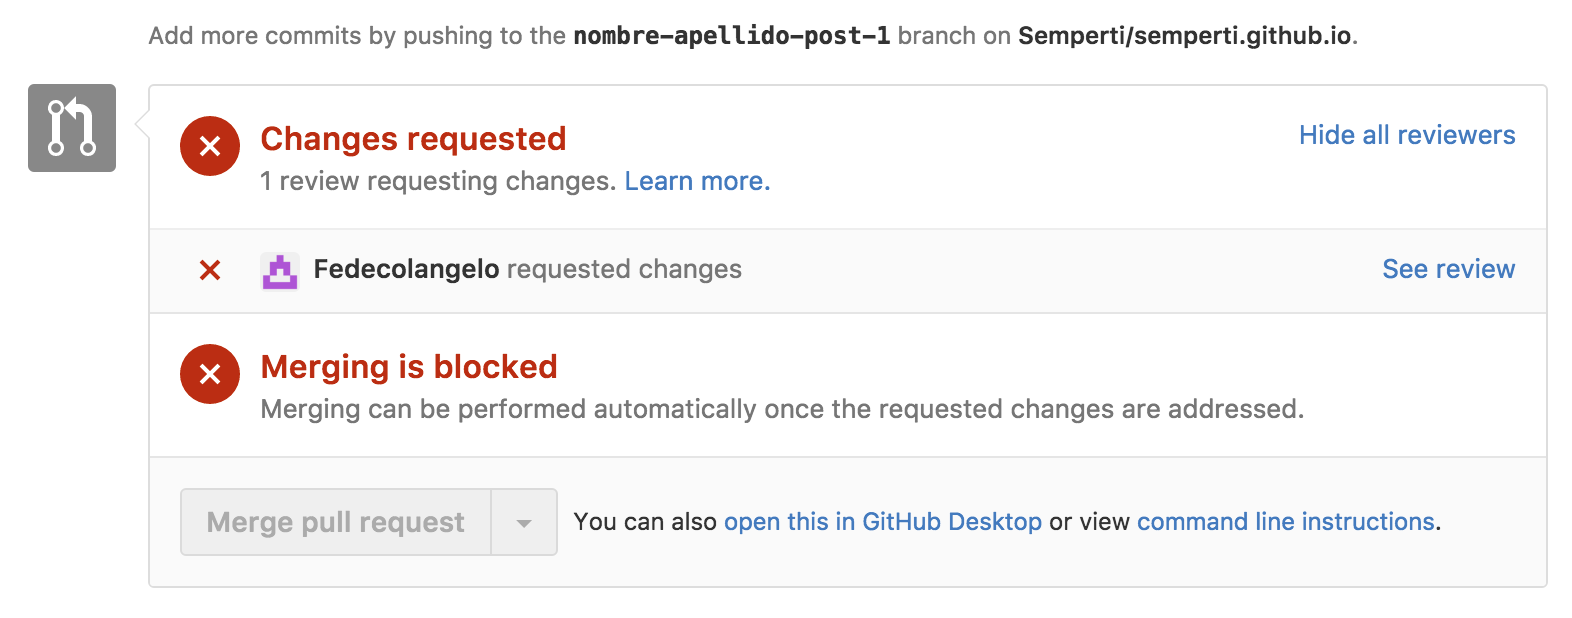 Add more commits by pushing to the nombre-apellido-post-1 branch on Semperti/semperti.github.io.
Changes requested
Hide all reviewers
1 review requesting changes. Learn more.
Fedecolangelo requested changes
See review
Merging is blocked
Merging can be performed automatically once the requested changes are addressed.
Merge pull request
You can also open this in GitHub Desktop or view command line instructions.